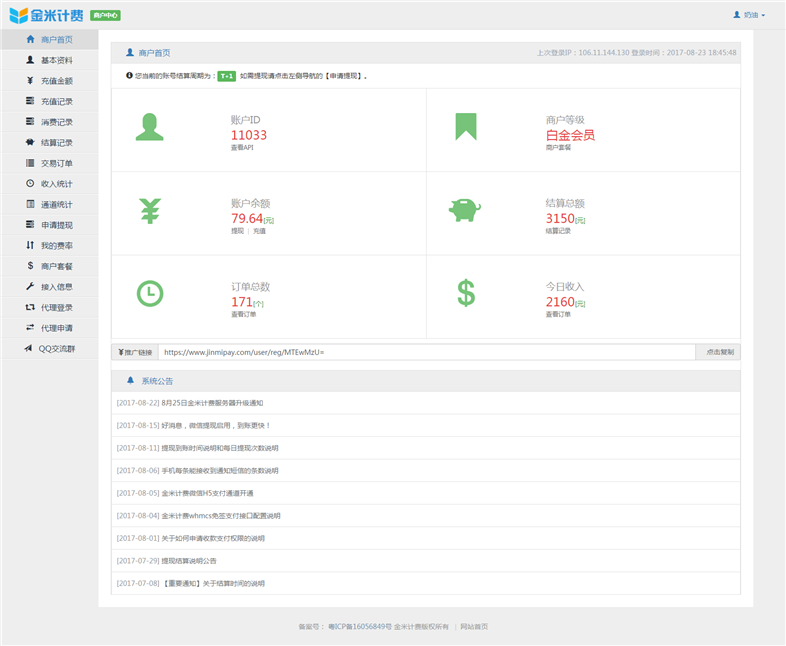 金米计费 商户中心
奶油
商户首页
基本资料
充值金额
充值记录
消费记录
结算记录
交易订单
收入统计
通道统计
申请提现
我的费率
商户套餐
接入信息
代理登录
代理申请
QQ交流群
商户首页 上次登录IP：106.11.144.130 登录时间：2017-08-23 18:45:48
您当前的账号结算周期为： T+1 如需提现请点击左侧导航的【申请提现】。
账户ID
11033
查看API
商户等级
白金会员
商户套餐
账户余额
79.64[元]
提现 | 充值
结算总额
3150[元]
结算记录
订单总数
171[个]
查看订单
今日收入
2160[元]
查看订单
¥推广链接 https://www.jinmipay.com/user/reg/MTEwMzU= 点击复制
系统公告
[2017-08-22] 8月25日金米计费服务器升级通知
[2017-08-15] 好消息，微信提现启用，到账更快！
[2017-08-11] 提现到账时间说明和每日提现次数说明
[2017-08-06] 手机每条能接收到通知短信的条数说明
[2017-08-05] 金米计费微信H5支付通道开通
[2017-08-04] 金米计费whmcs免签支付接口配置说明
[2017-08-01] 关于如何申请收款支付权限的说明
[2017-07-29] 提现结算说明公告
[2017-07-08] 【重要通知】关于结算时间的说明
备案号： 粤ICP备16056849号 金米计费版权所有 | 网站首页